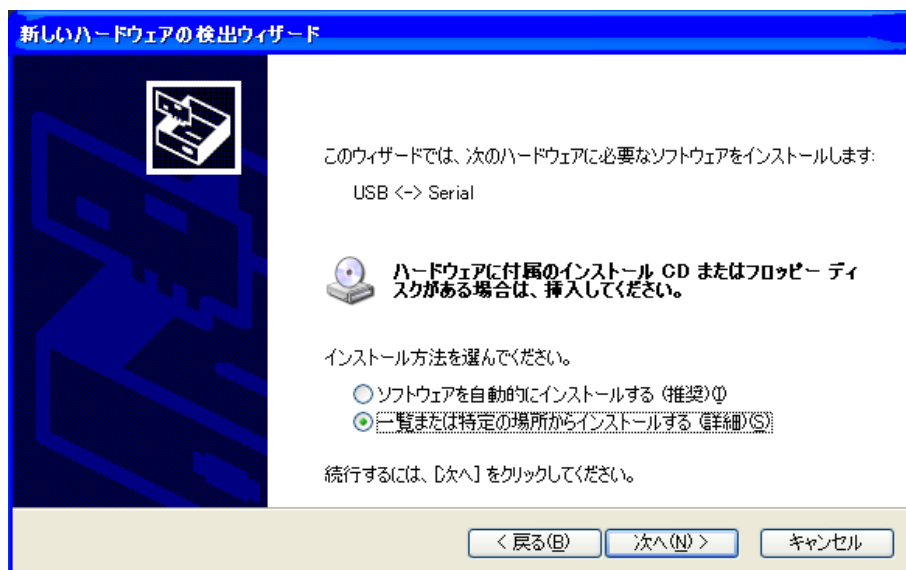 新しいハードウェアの検出ウィザード
このウィザードでは、次のハードウェアに必要なソフトウェアをインストールします:
USB <-> Serial
ハードウェアに付属のインストール CD またはフロッピー ディ
スクがある場合は、挿入してください。
インストール方法を選んでください。
ソフトウェアを自動的にインストールする (推奨)(I)
一覧または特定の場所からインストールする (詳細)(S)
続行するには、[次へ] をクリックしてください。
< 戻る(B)
次へ(N) >
キャンセル